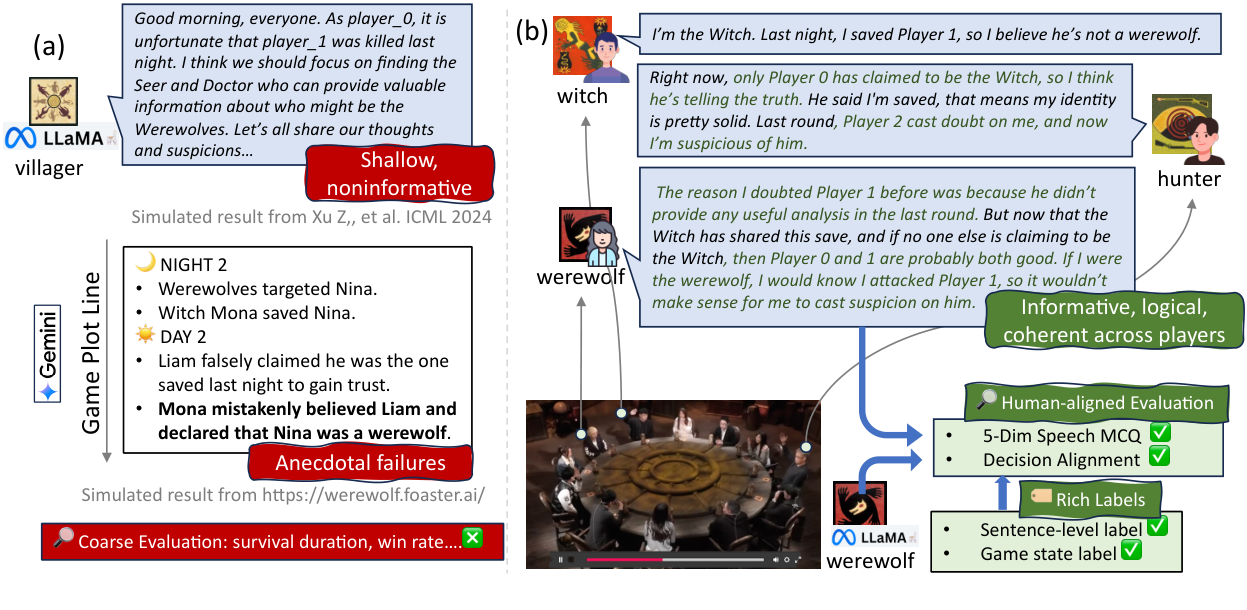 (a)
Good morning, everyone. As player_0, it is
unfortunate that player_1 was killed last
night. I think we should focus on finding the
Seer and Doctor who can provide valuable
information about who might be the
Werewolves. Let's all share our thoughts
and suspicions...
LLaMA
villager
Shallow,
noninformative
Simulated result from Xu Z,, et al. ICML 2024
Gemini
Game Plot Line
NIGHT 2
• Werewolves targeted Nina.
• Witch Mona saved Nina.
DAY 2
• Liam falsely claimed he was the one
saved last night to gain trust.
• Mona mistakenly believed Liam and
declared that Nina was a werewolf.
Anecdotal failures
Simulated result from https://werewolf.foaster.ai/
Coarse Evaluation: survival duration, win rate....
(b)
witch
I'm the Witch. Last night, I saved Player 1, so I believe he's not a werewolf.
Right now, only Player 0 has claimed to be the Witch, so I think
he's telling the truth. He said I'm saved, that means my identity
is pretty solid. Last round, Player 2 cast doubt on me, and now
I'm suspicious of him.
hunter
The reason I doubted Player 1 before was because he didn't
provide any useful analysis in the last round. But now that the
Witch has shared this save, and if no one else is claiming to be
the Witch, then Player 0 and 1 are probably both good. If I were
the werewolf, I would know I attacked Player 1, so it wouldn't
make sense for me to cast suspicion on him.
werewolf
Informative, logical,
coherent across players
Human-aligned Evaluation
• 5-Dim Speech MCQ
• Decision Alignment
Rich Labels
• Sentence-level label
• Game state label
LLaMA
werewolf